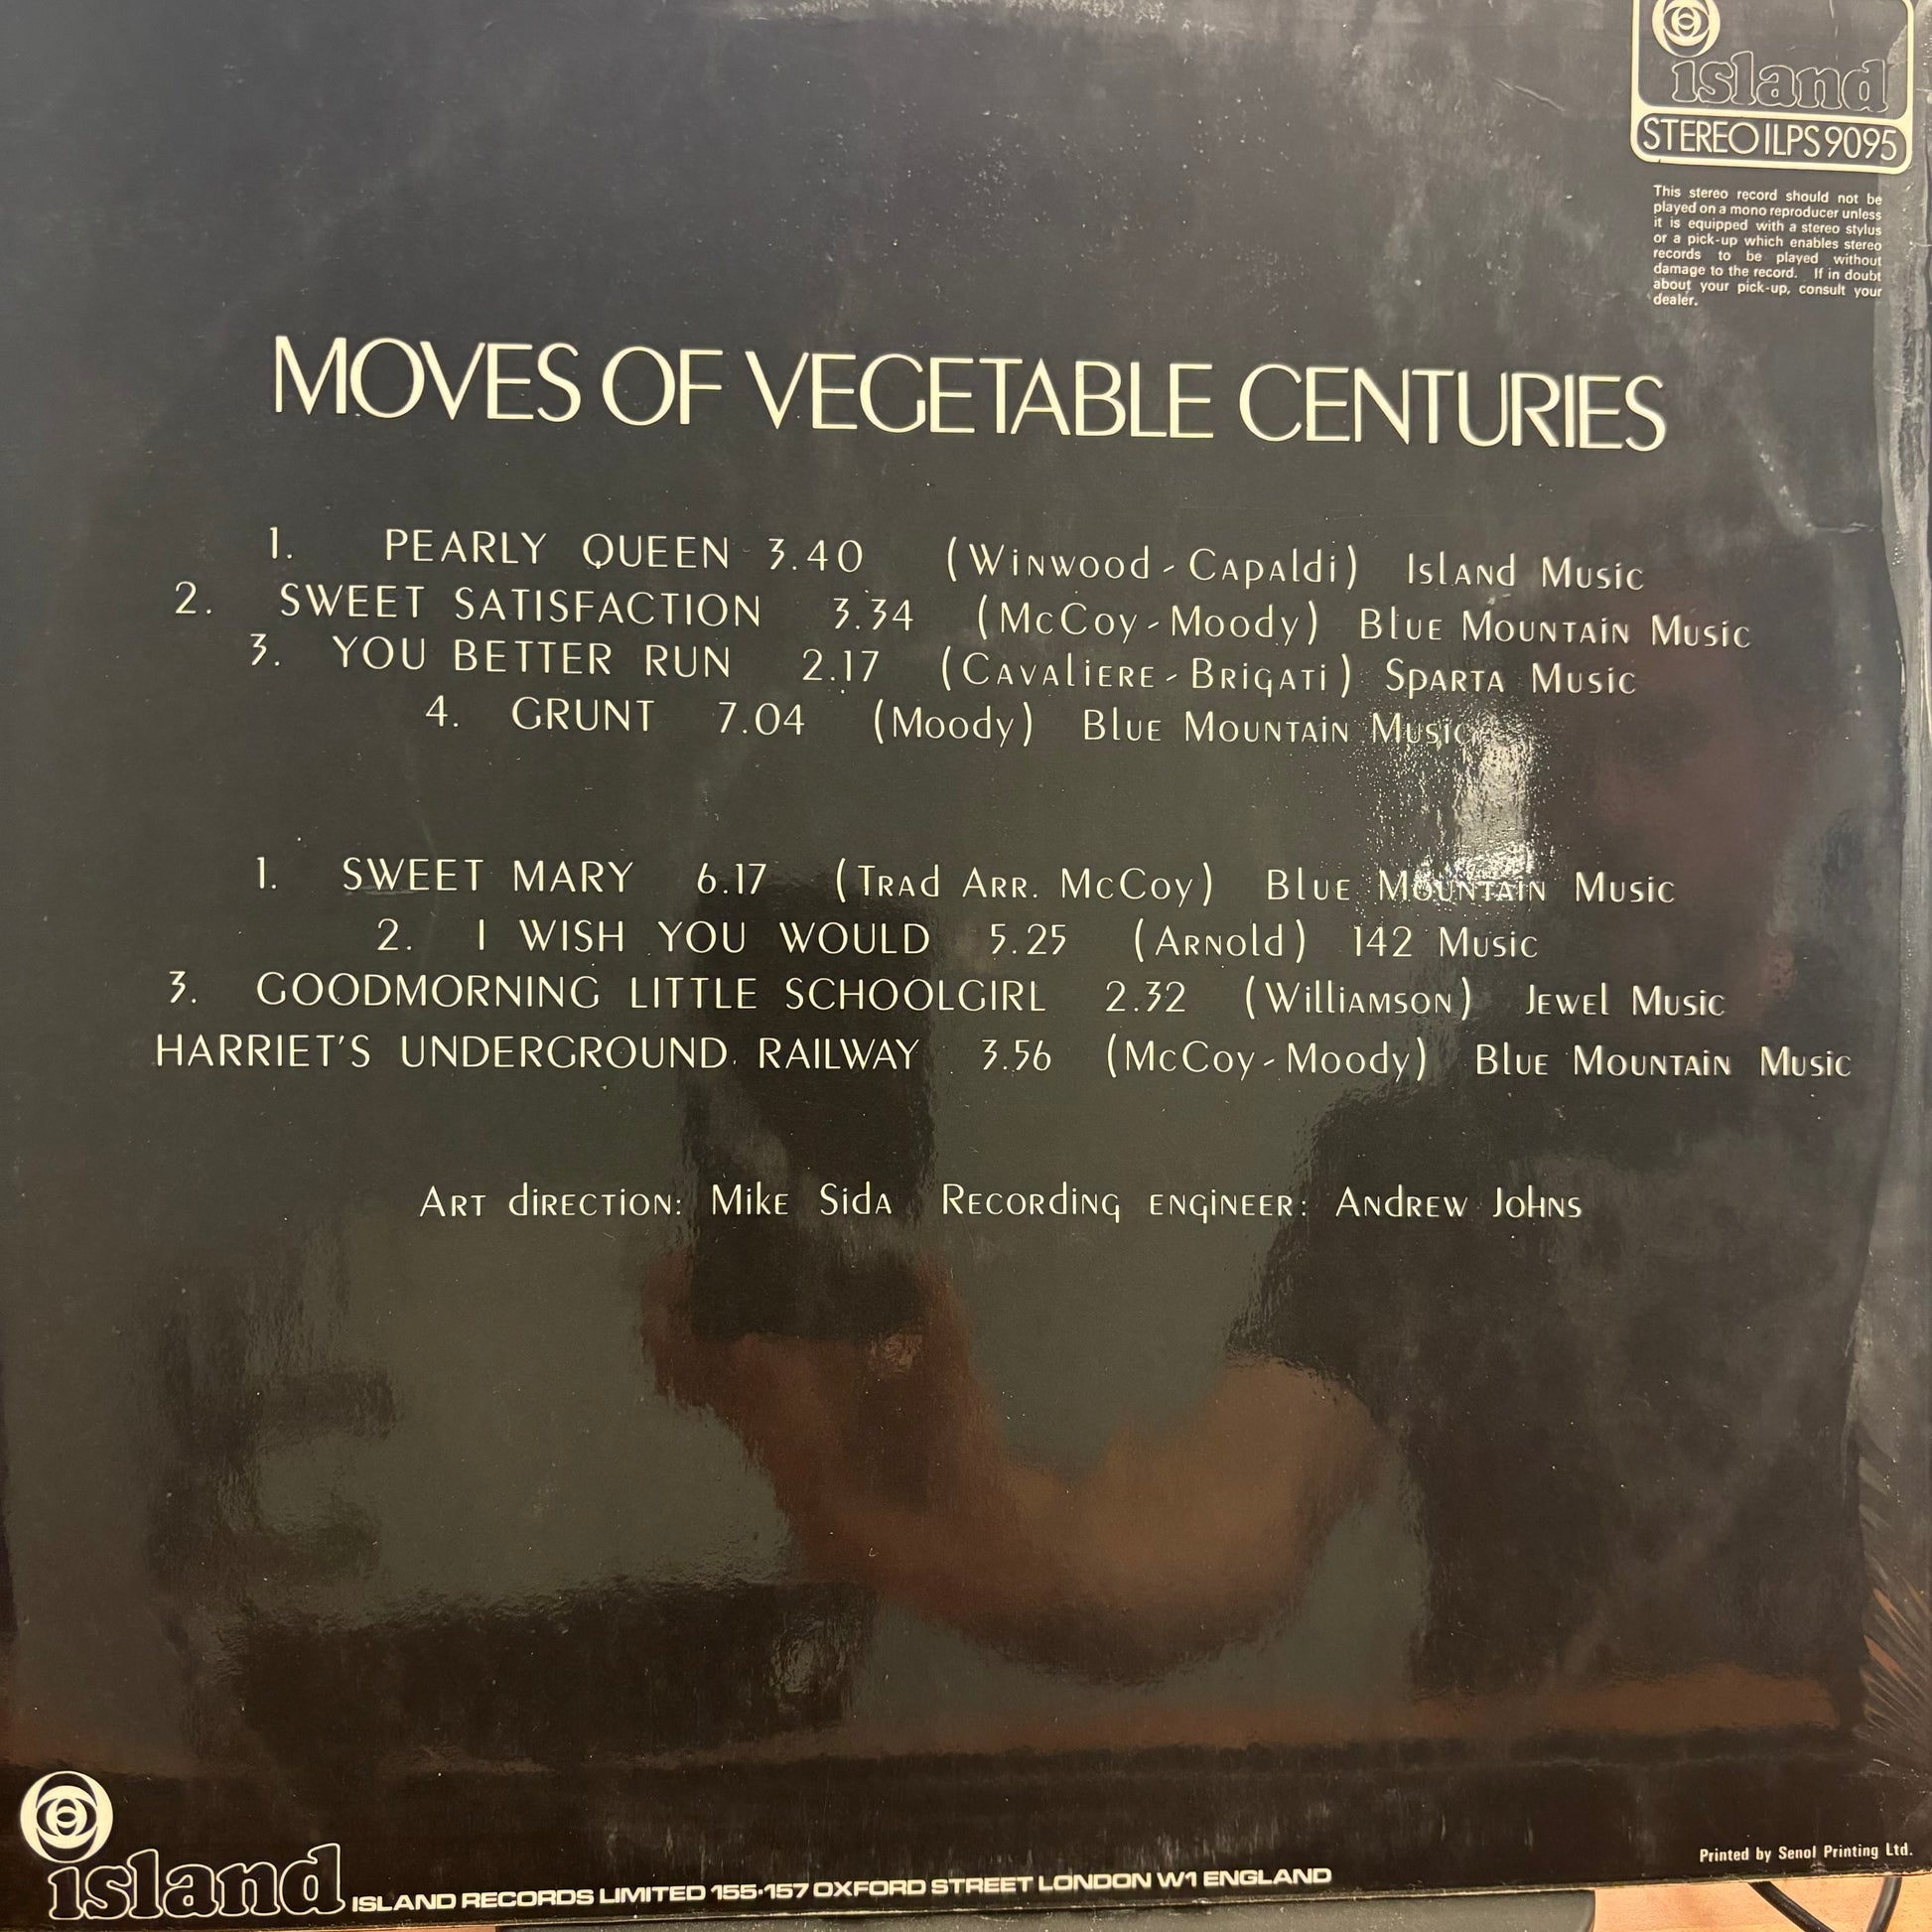 island
STEREO ILPS 9095
This stereo record should not be
played on a mono reproducer unless
it is equipped with a stereo stylus
or a pick-up which enables stereo
records to be played without
damage to the record. If in doubt
about your pick-up, consult your
dealer.
MOVES OF VEGETABLE CENTURIES
1. PEARLY QUEEN 3.40 (Winwood-Capaldi) Island Music
2. SWEET SATISFACTION 3.34 (McCoy-Moody) Blue Mountain Music
3. YOU BETTER RUN 2.17 (Cavaliere-Brigati) Sparta Music
4. GRUNT 7.04 (Moody) Blue Mountain Music
1. SWEET MARY 6.17 (Trad Arr. McCoy) Blue Mountain Music
2. I WISH YOU WOULD 5.25 (Arnold) 142 Music
3. GOODMORNING LITTLE SCHOOLGIRL 2.32 (Williamson) Jewel Music
HARRIET'S UNDERGROUND RAILWAY 3.56 (McCoy-Moody) Blue Mountain Music
Art direction: Mike Sida Recording engineer: Andrew Johns
Printed by Senol Printing Ltd.
island ISLAND RECORDS LIMITED 155·157 OXFORD STREET LONDON W1 ENGLAND